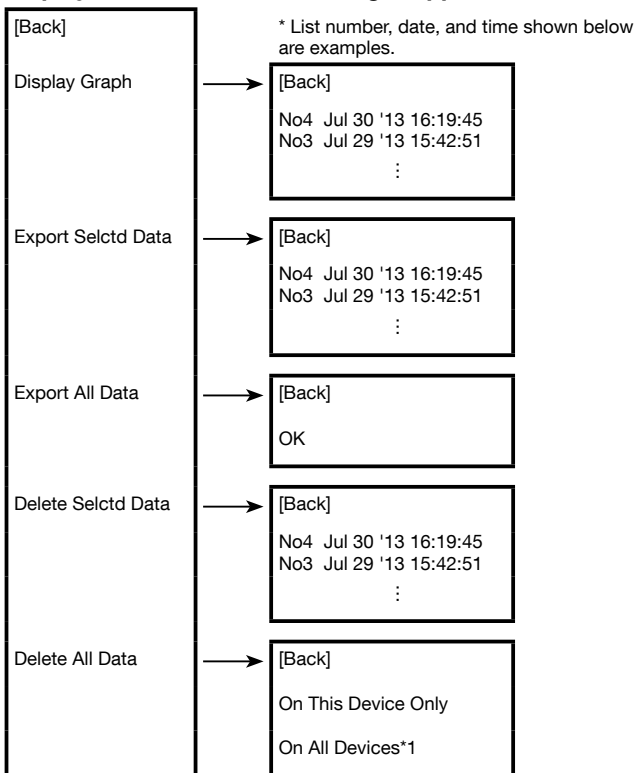 [Back]
* List number, date, and time shown below
are examples.
Display Graph
[Back]
No4 Jul 30 '13 16:19:45
No3 Jul 29 '13 15:42:51
⋮
Export Selctd Data
[Back]
No4 Jul 30 '13 16:19:45
No3 Jul 29 '13 15:42:51
⋮
Export All Data
[Back]
OK
Delete Selctd Data
[Back]
No4 Jul 30 '13 16:19:45
No3 Jul 29 '13 15:42:51
⋮
Delete All Data
[Back]
On This Device Only
On All Devices*1